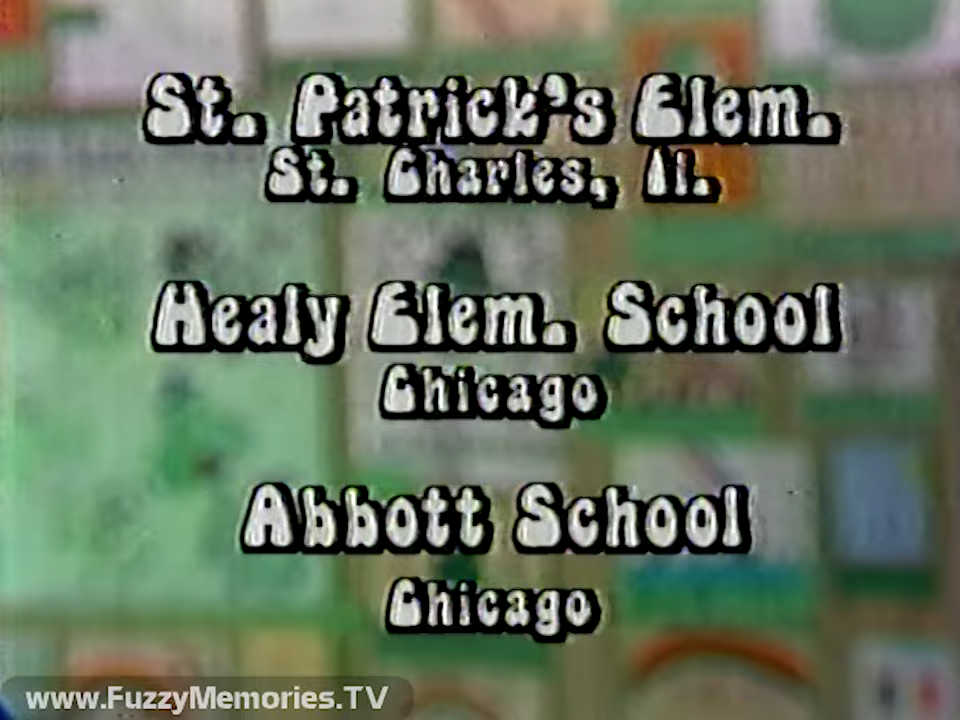 St. Patrick's Elem.
St. Charles, Il.
Healy Elem. School
Chicago
Abbott School
Chicago
www.FuzzyMemories.TV